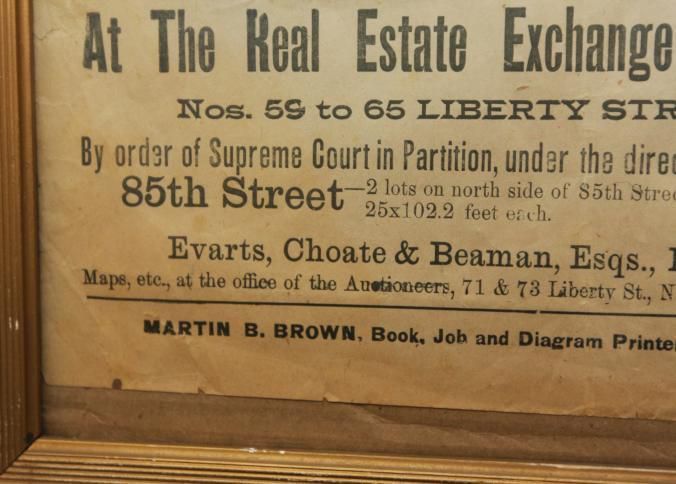 At The Real Estate Exchange
Nos. 59 to 65 LIBERTY STR
By order of Supreme Court in Partition, under the direc
85th Street—2 lots on north side of 85th Stree
25x102.2 feet each.
Evarts, Choate & Beaman, Esqs.,
Maps, etc., at the office of the Auctioneers, 71 & 73 Liberty St., N
MARTIN B. BROWN, Book, Job and Diagram Printe